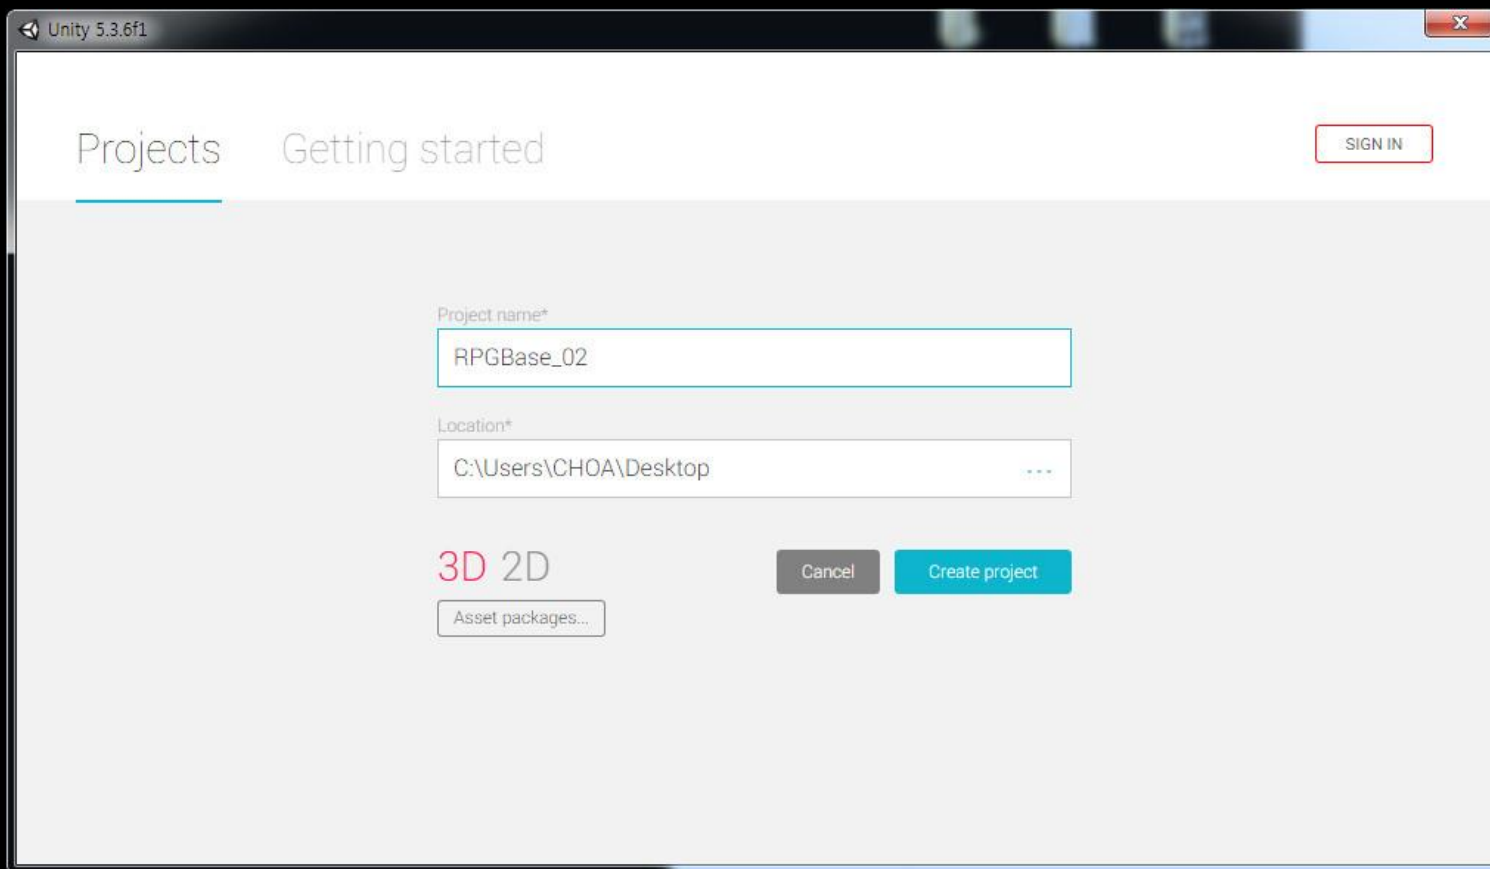 Unity 5.3.6f1
Projects Getting started SIGN IN
Project name*
RPGBase_02
Location*
C:\Users\CHOA\Desktop ...
3D 2D Cancel Create project
Asset packages...